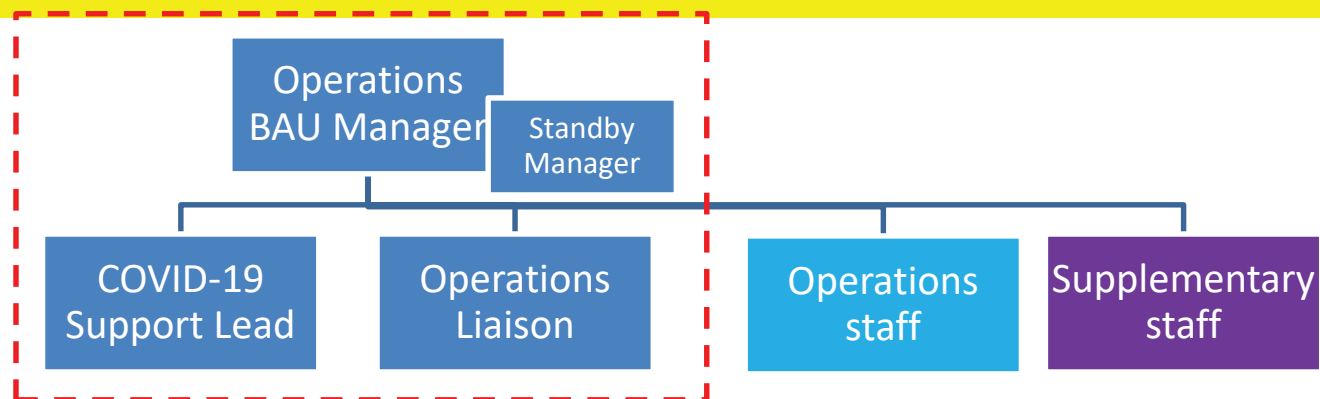 Operations
BAU Manager
Standby
Manager
COVID-19
Support Lead
Operations
Liaison
Operations
staff
Supplementary
staff